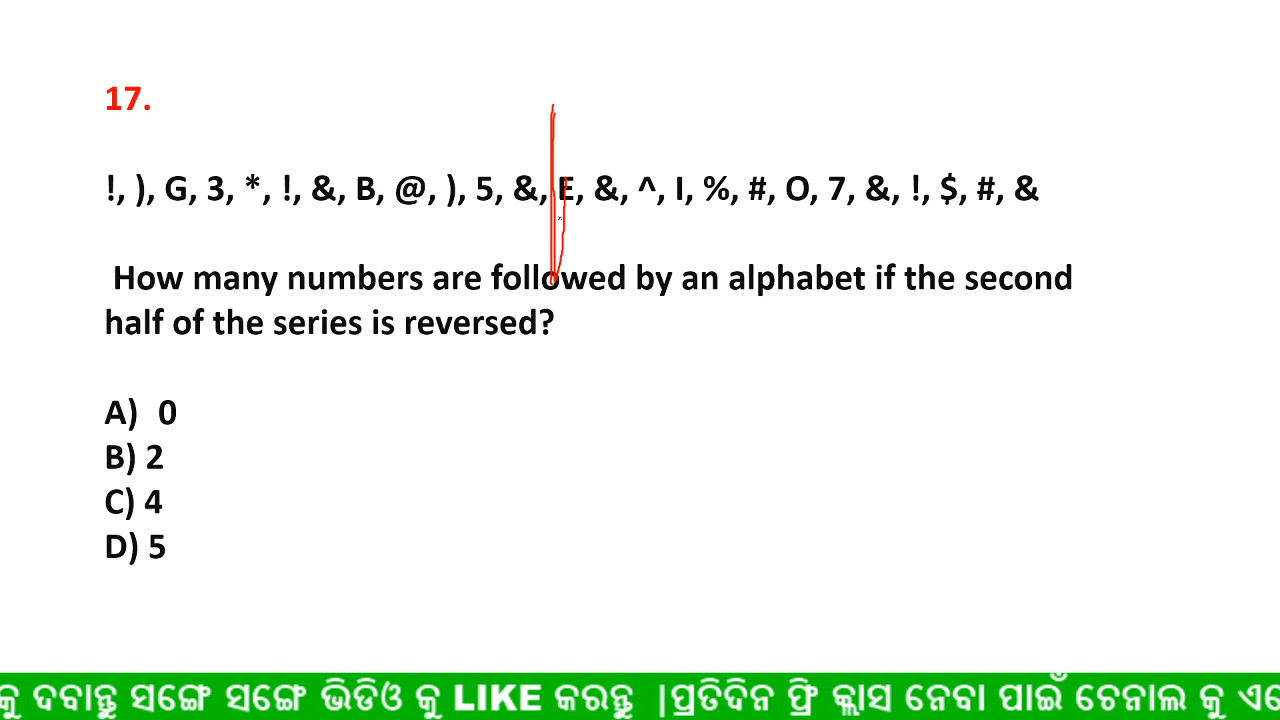 17.
!, ), G, 3, *, !, &, B, @, ), 5, &, E, &, ^, I, %, #, O, 7, &, !, $, #, &
How many numbers are followed by an alphabet if the second
half of the series is reversed?
A) 0
B) 2
C) 4
D) 5
କୁ ଦବାନ୍ତୁ ସଙ୍ଗେ ସଙ୍ଗେ ଭିଡିଓ କୁ LIKE କରନ୍ତୁ |ପ୍ରତିଦିନ ଫ୍ରି କ୍ଲାସ ନେବା ପାଇଁ ଚେନାଲ କୁ